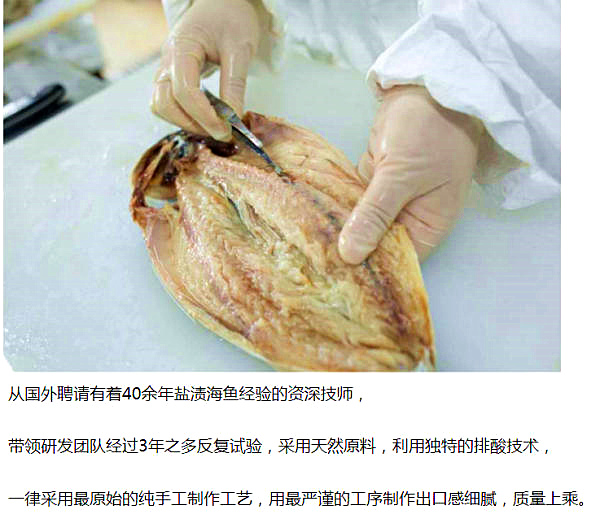 从国外聘请有着40余年盐渍海鱼经验的资深技师，
带领研发团队经过3年之多反复试验，采用天然原料，利用独特的排酸技术，
一律采用最原始的纯手工制作工艺，用最严谨的工序制作出口感细腻，质量上乘。